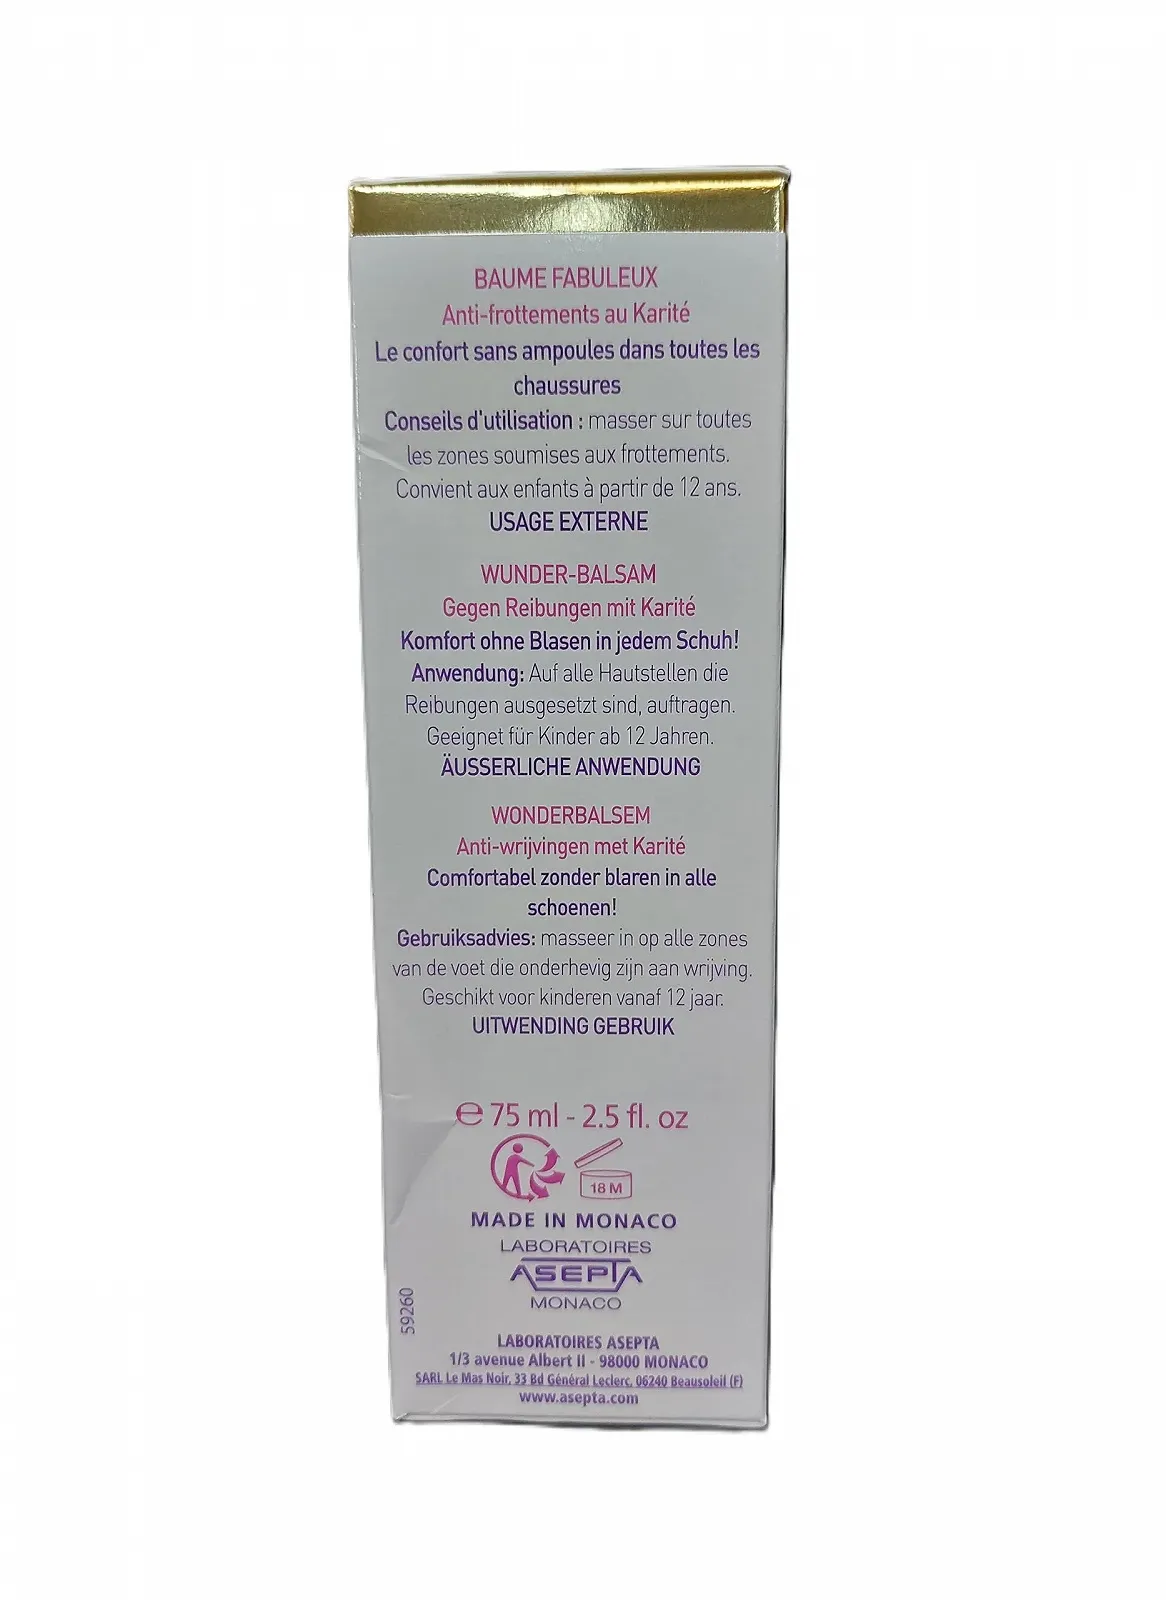 BAUME FABULEUX
Anti-frottements au Karité
Le confort sans ampoules dans toutes les
chaussures
Conseils d'utilisation : masser sur toutes
les zones soumises aux frottements.
Convient aux enfants à partir de 12 ans.
USAGE EXTERNE
WUNDER-BALSAM
Gegen Reibungen mit Karité
Komfort ohne Blasen in jedem Schuh!
Anwendung: Auf alle Hautstellen die
Reibungen ausgesetzt sind, auftragen.
Geeignet für Kinder ab 12 Jahren.
ÄUSSERLICHE ANWENDUNG
WONDERBALSEM
Anti-wrijvingen met Karité
Comfortabel zonder blaren in alle
schoenen!
Gebruiksadvies: masseer in op alle zones
van de voet die onderhevig zijn aan wrijving.
Geschikt voor kinderen vanaf 12 jaar.
UITWENDING GEBRUIK
℮ 75 ml - 2.5 fl. oz
18 M
MADE IN MONACO
LABORATOIRES
ASEPTA
MONACO
59260
LABORATOIRES ASEPTA
1/3 avenue Albert II - 98000 MONACO
SARL Le Mas Noir, 33 Bd Général Leclerc, 06240 Beausoleil (F)
www.asepta.com